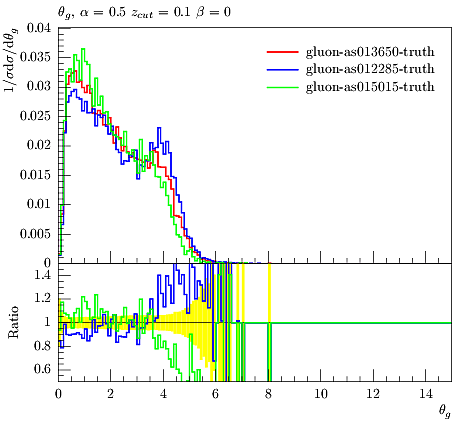 θg, α = 0.5 zcut = 0.1 β = 0
1/σdσ/dθg
0.04
0.035
0.03
0.025
0.02
0.015
0.01
0.005
0
gluon-as013650-truth
gluon-as012285-truth
gluon-as015015-truth
Ratio
1.4
1.2
1
0.8
0.6
0 2 4 6 8 10 12 14
θg